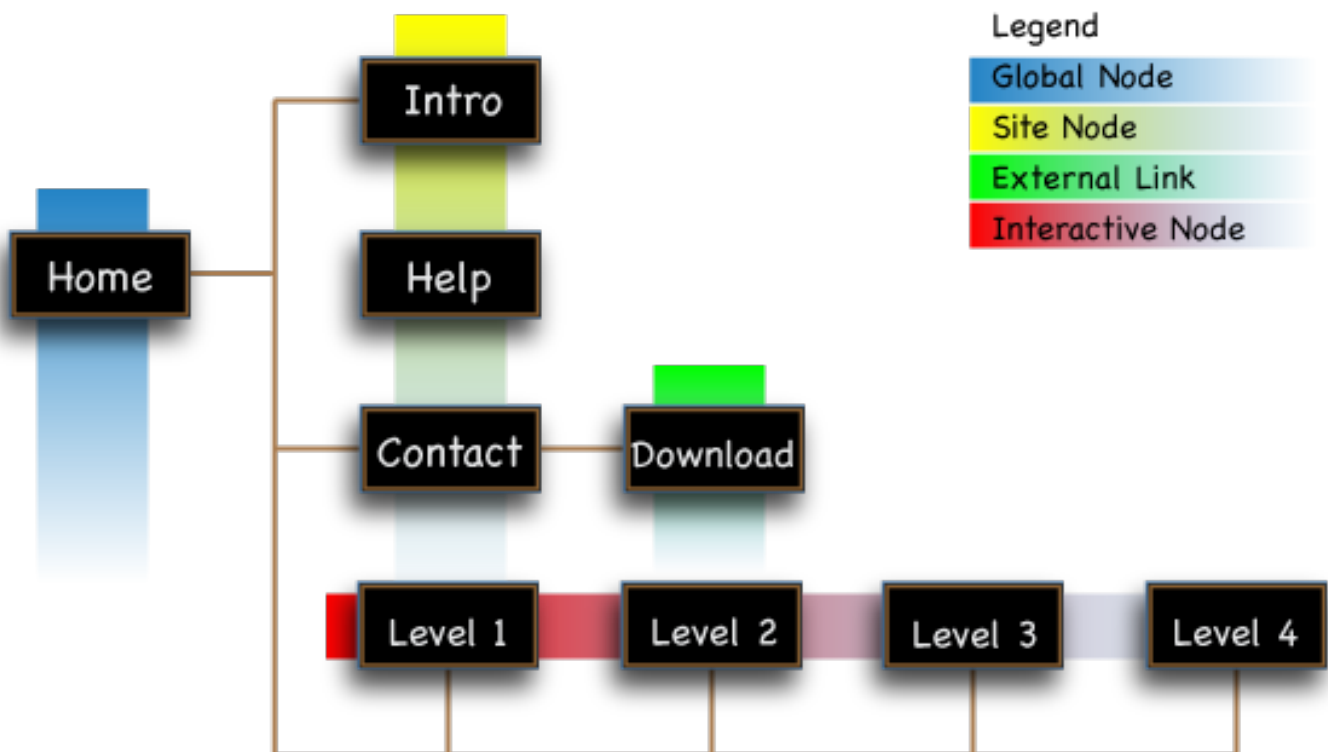 Intro
Home
Help
Contact
Download
Level 1
Level 2
Level 3
Level 4
Legend
Global Node
Site Node
External Link
Interactive Node